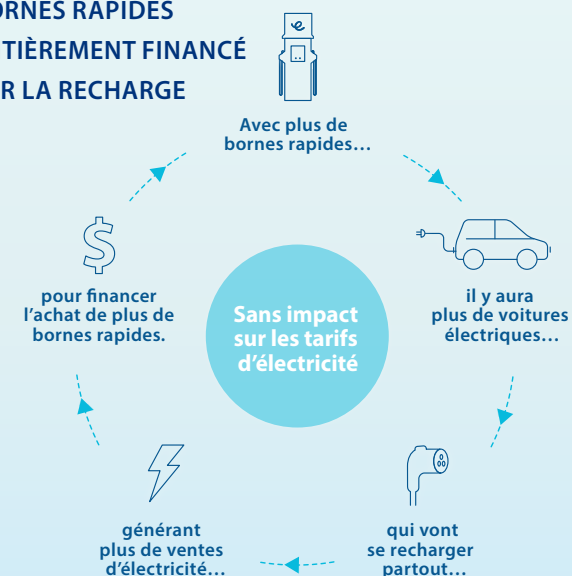 BORNES RAPIDES
TIÈREMENT FINANCÉ
R LA RECHARGE
Avec plus de
bornes rapides…
il y aura
plus de voitures
électriques…
qui vont
se recharger
partout…
générant
plus de ventes
d’électricité…
pour financer
l’achat de plus de
bornes rapides.
Sans impact
sur les tarifs
d’électricité